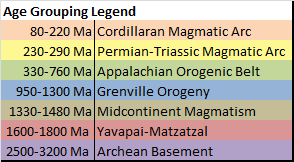 Age Grouping Legend
80-220 Ma Cordillaran Magmatic Arc
230-290 Ma Permian-Triassic Magmatic Arc
330-760 Ma Appalachian Orogenic Belt
950-1300 Ma Grenville Orogeny
1330-1480 Ma Midcontinent Magmatism
1600-1800 Ma Yavapai-Matzatzal
2500-3200 Ma Archean Basement